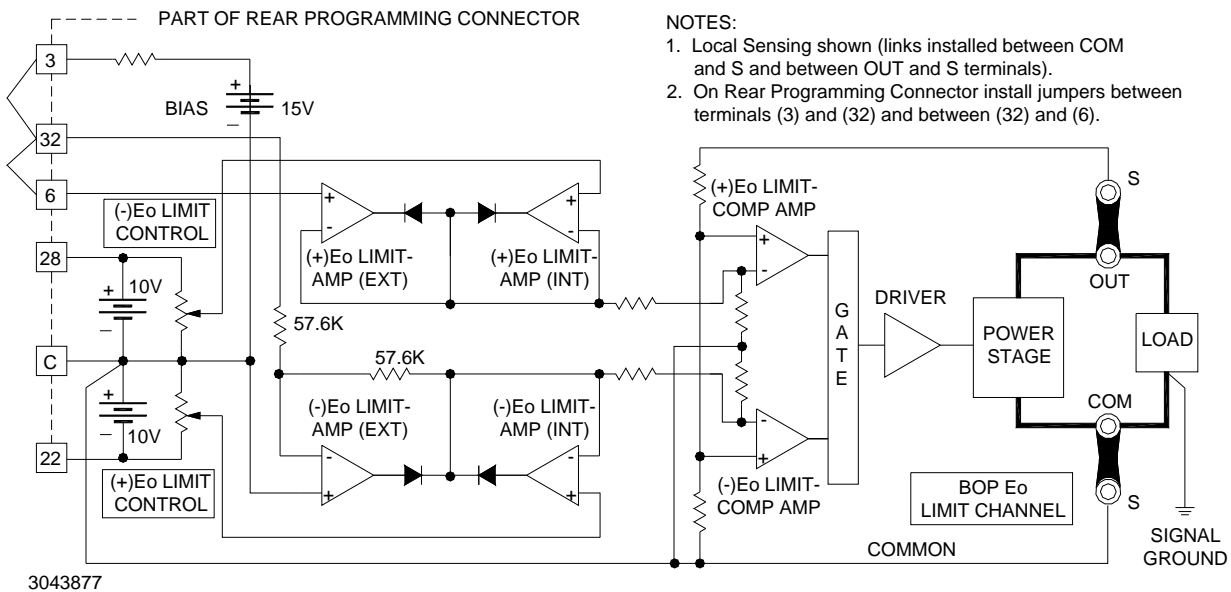 PART OF REAR PROGRAMMING CONNECTOR
NOTES:
1. Local Sensing shown (links installed between COM
and S and between OUT and S terminals).
2. On Rear Programming Connector install jumpers between
terminals (3) and (32) and between (32) and (6).
3
32
6
28
C
22
BIAS
+
–
15V
(-)Eo LIMIT
CONTROL
+
10V
–
+
–
10V
(+)Eo LIMIT
CONTROL
57.6K
57.6K
+
-
(+)Eo LIMIT-
AMP (EXT)
+
-
(+)Eo LIMIT-
AMP (INT)
(-)Eo LIMIT-
AMP (EXT)
-
+
(-)Eo LIMIT-
AMP (INT)
-
+
(+)Eo LIMIT-
COMP AMP
+
-
-
+
(-)Eo LIMIT-
COMP AMP
G
A
T
E
DRIVER
POWER
STAGE
S
OUT
LOAD
COM
S
BOP Eo
LIMIT CHANNEL
SIGNAL
GROUND
COMMON
3043877